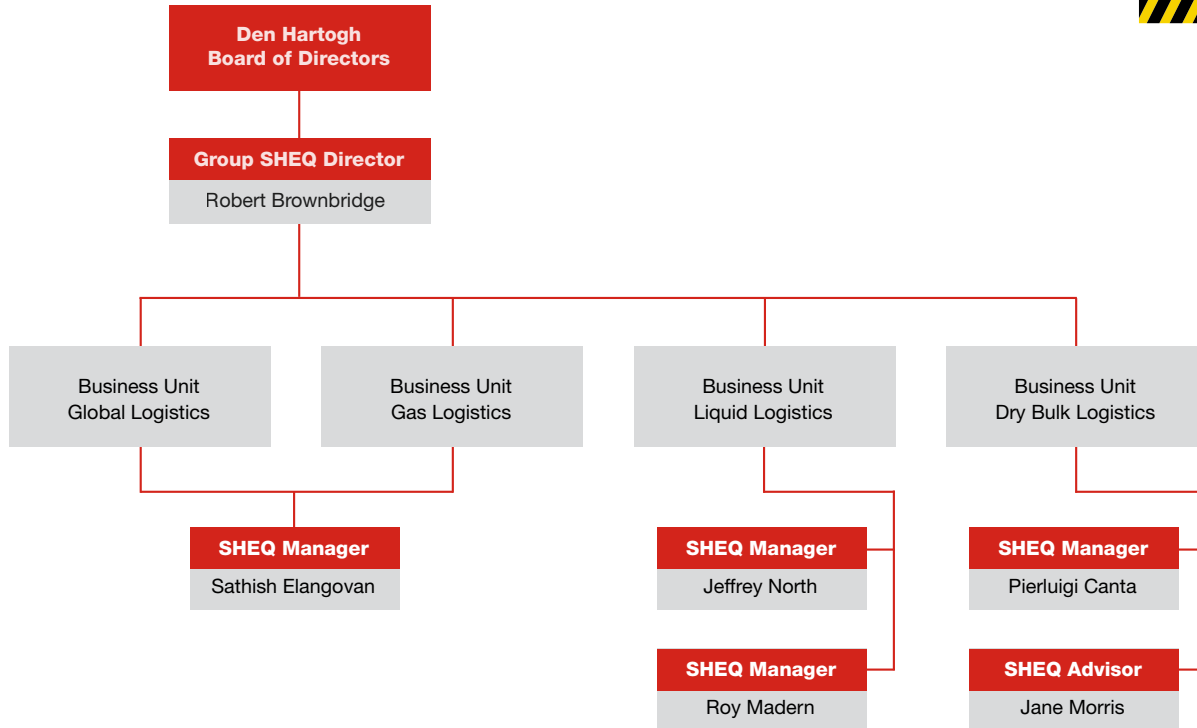 Den Hartogh
Board of Directors
Group SHEQ Director
Robert Brownbridge
Business Unit
Global Logistics
Business Unit
Gas Logistics
Business Unit
Liquid Logistics
Business Unit
Dry Bulk Logistics
SHEQ Manager
Sathish Elangovan
SHEQ Manager
Jeffrey North
SHEQ Manager
Pierluigi Canta
SHEQ Manager
Roy Madern
SHEQ Advisor
Jane Morris